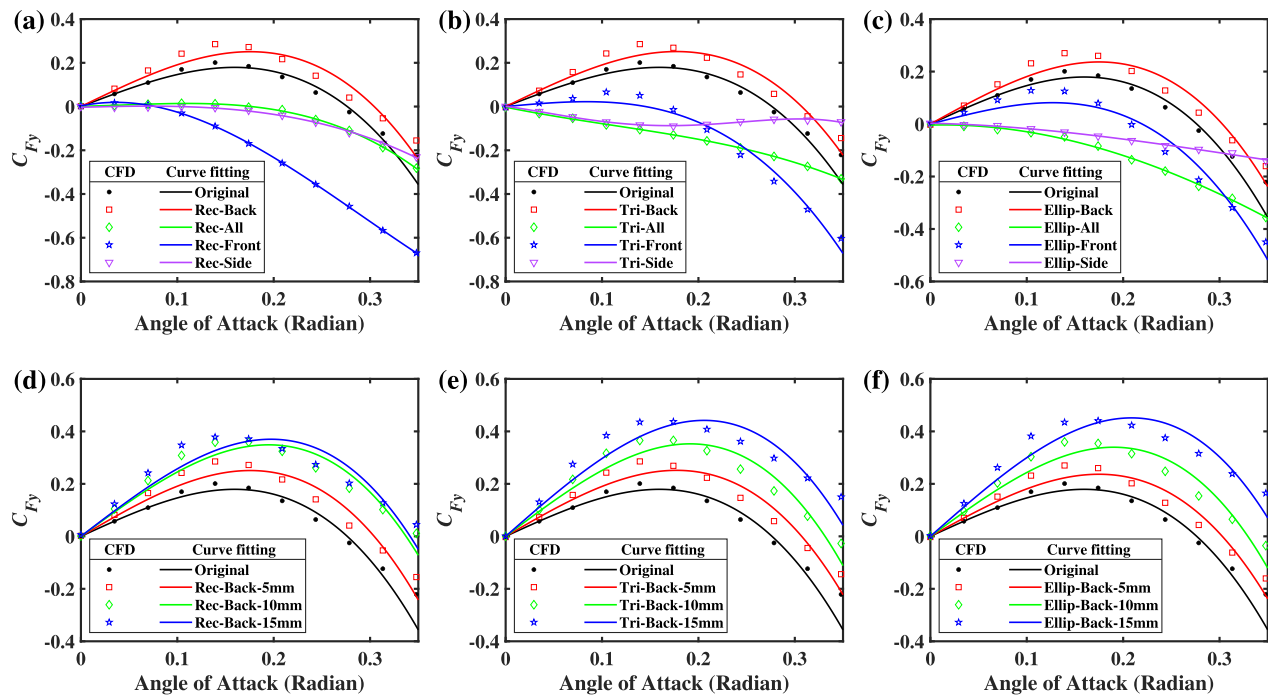 (a)
C_Fy
0.4
0.2
0
-0.2
-0.4
-0.6
-0.8
CFD Curve fitting
Original
Rec-Back
Rec-All
Rec-Front
Rec-Side
0 0.1 0.2 0.3
Angle of Attack (Radian)
(b)
C_Fy
0.4
0.2
0
-0.2
-0.4
-0.6
-0.8
CFD Curve fitting
Original
Tri-Back
Tri-All
Tri-Front
Tri-Side
0 0.1 0.2 0.3
Angle of Attack (Radian)
(c)
C_Fy
0.4
0.2
0
-0.2
-0.4
-0.6
CFD Curve fitting
Original
Ellip-Back
Ellip-All
Ellip-Front
Ellip-Side
0 0.1 0.2 0.3
Angle of Attack (Radian)
(d)
C_Fy
0.6
0.4
0.2
0
-0.2
-0.4
CFD Curve fitting
Original
Rec-Back-5mm
Rec-Back-10mm
Rec-Back-15mm
0 0.1 0.2 0.3
Angle of Attack (Radian)
(e)
C_Fy
0.6
0.4
0.2
0
-0.2
-0.4
CFD Curve fitting
Original
Tri-Back-5mm
Tri-Back-10mm
Tri-Back-15mm
0 0.1 0.2 0.3
Angle of Attack (Radian)
(f)
C_Fy
0.6
0.4
0.2
0
-0.2
-0.4
CFD Curve fitting
Original
Ellip-Back-5mm
Ellip-Back-10mm
Ellip-Back-15mm
0 0.1 0.2 0.3
Angle of Attack (Radian)